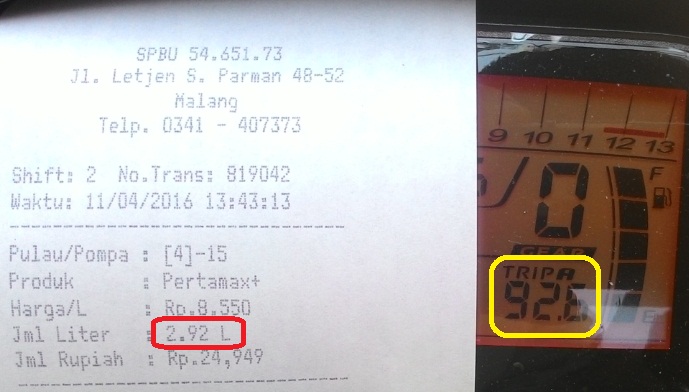 SPBU 54.651.73
Jl. Letjen S. Parman 48-52
Malang
Telp. 0341 - 407373
Shift: 2 No.Trans: 819042
Waktu: 11/04/2016 13:43:13
Pulau/Pompa : [4]-15
Produk : Pertamax+
Harga/L : Rp.8.550
Jml Liter : 2.92 L
Jml Rupiah : Rp.24,949
9 10 11 12 13
F
0
GEAR
TRIP A
92.6
E